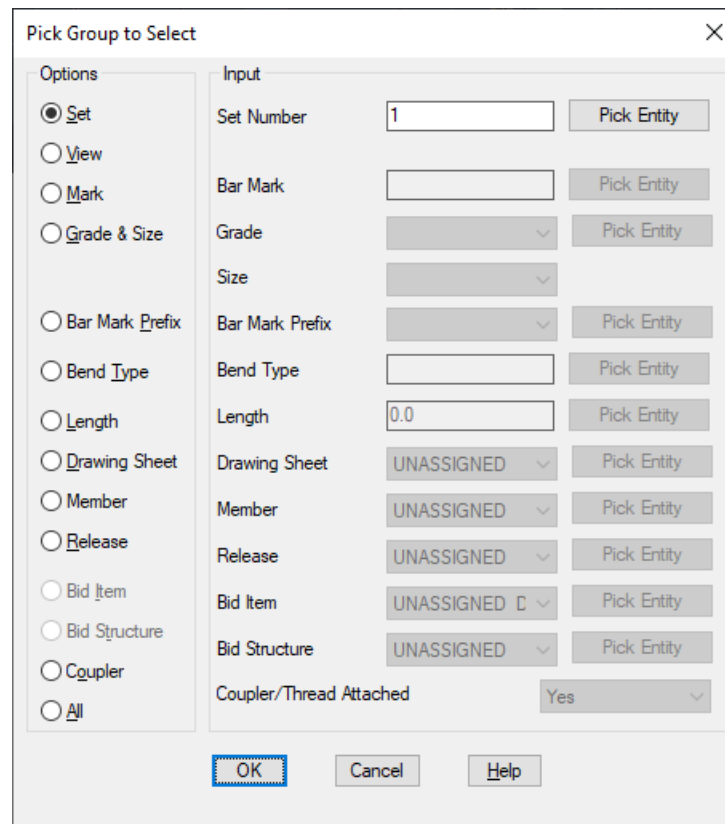 Pick Group to Select
Options
Set
View
Mark
Grade & Size
Bar Mark Prefix
Bend Type
Length
Drawing Sheet
Member
Release
Bid Item
Bid Structure
Coupler
All
Input
Set Number 1 Pick Entity
Bar Mark Pick Entity
Grade Pick Entity
Size
Bar Mark Prefix Pick Entity
Bend Type Pick Entity
Length 0.0 Pick Entity
Drawing Sheet UNASSIGNED Pick Entity
Member UNASSIGNED Pick Entity
Release UNASSIGNED Pick Entity
Bid Item UNASSIGNED D Pick Entity
Bid Structure UNASSIGNED Pick Entity
Coupler/Thread Attached Yes
OK Cancel Help